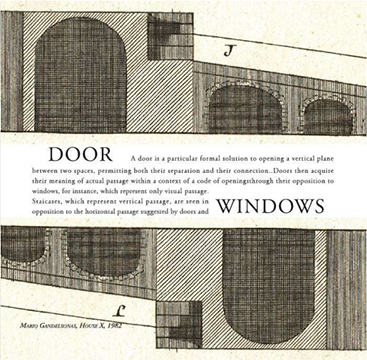 J
DOOR A door is a particular formal solution to opening a vertical plane
between two spaces, permitting both their separation and their connection...Doors then acquire
their meaning of actual passage within a context of a code of openingsthrough their opposition to
windows, for instance, which represent only visual passage.
Staicases, which represent vertical passage, are seen in
opposition to the horizontal passage suggested by doors and WINDOWS
Mario Gandelsonas, House X, 1982